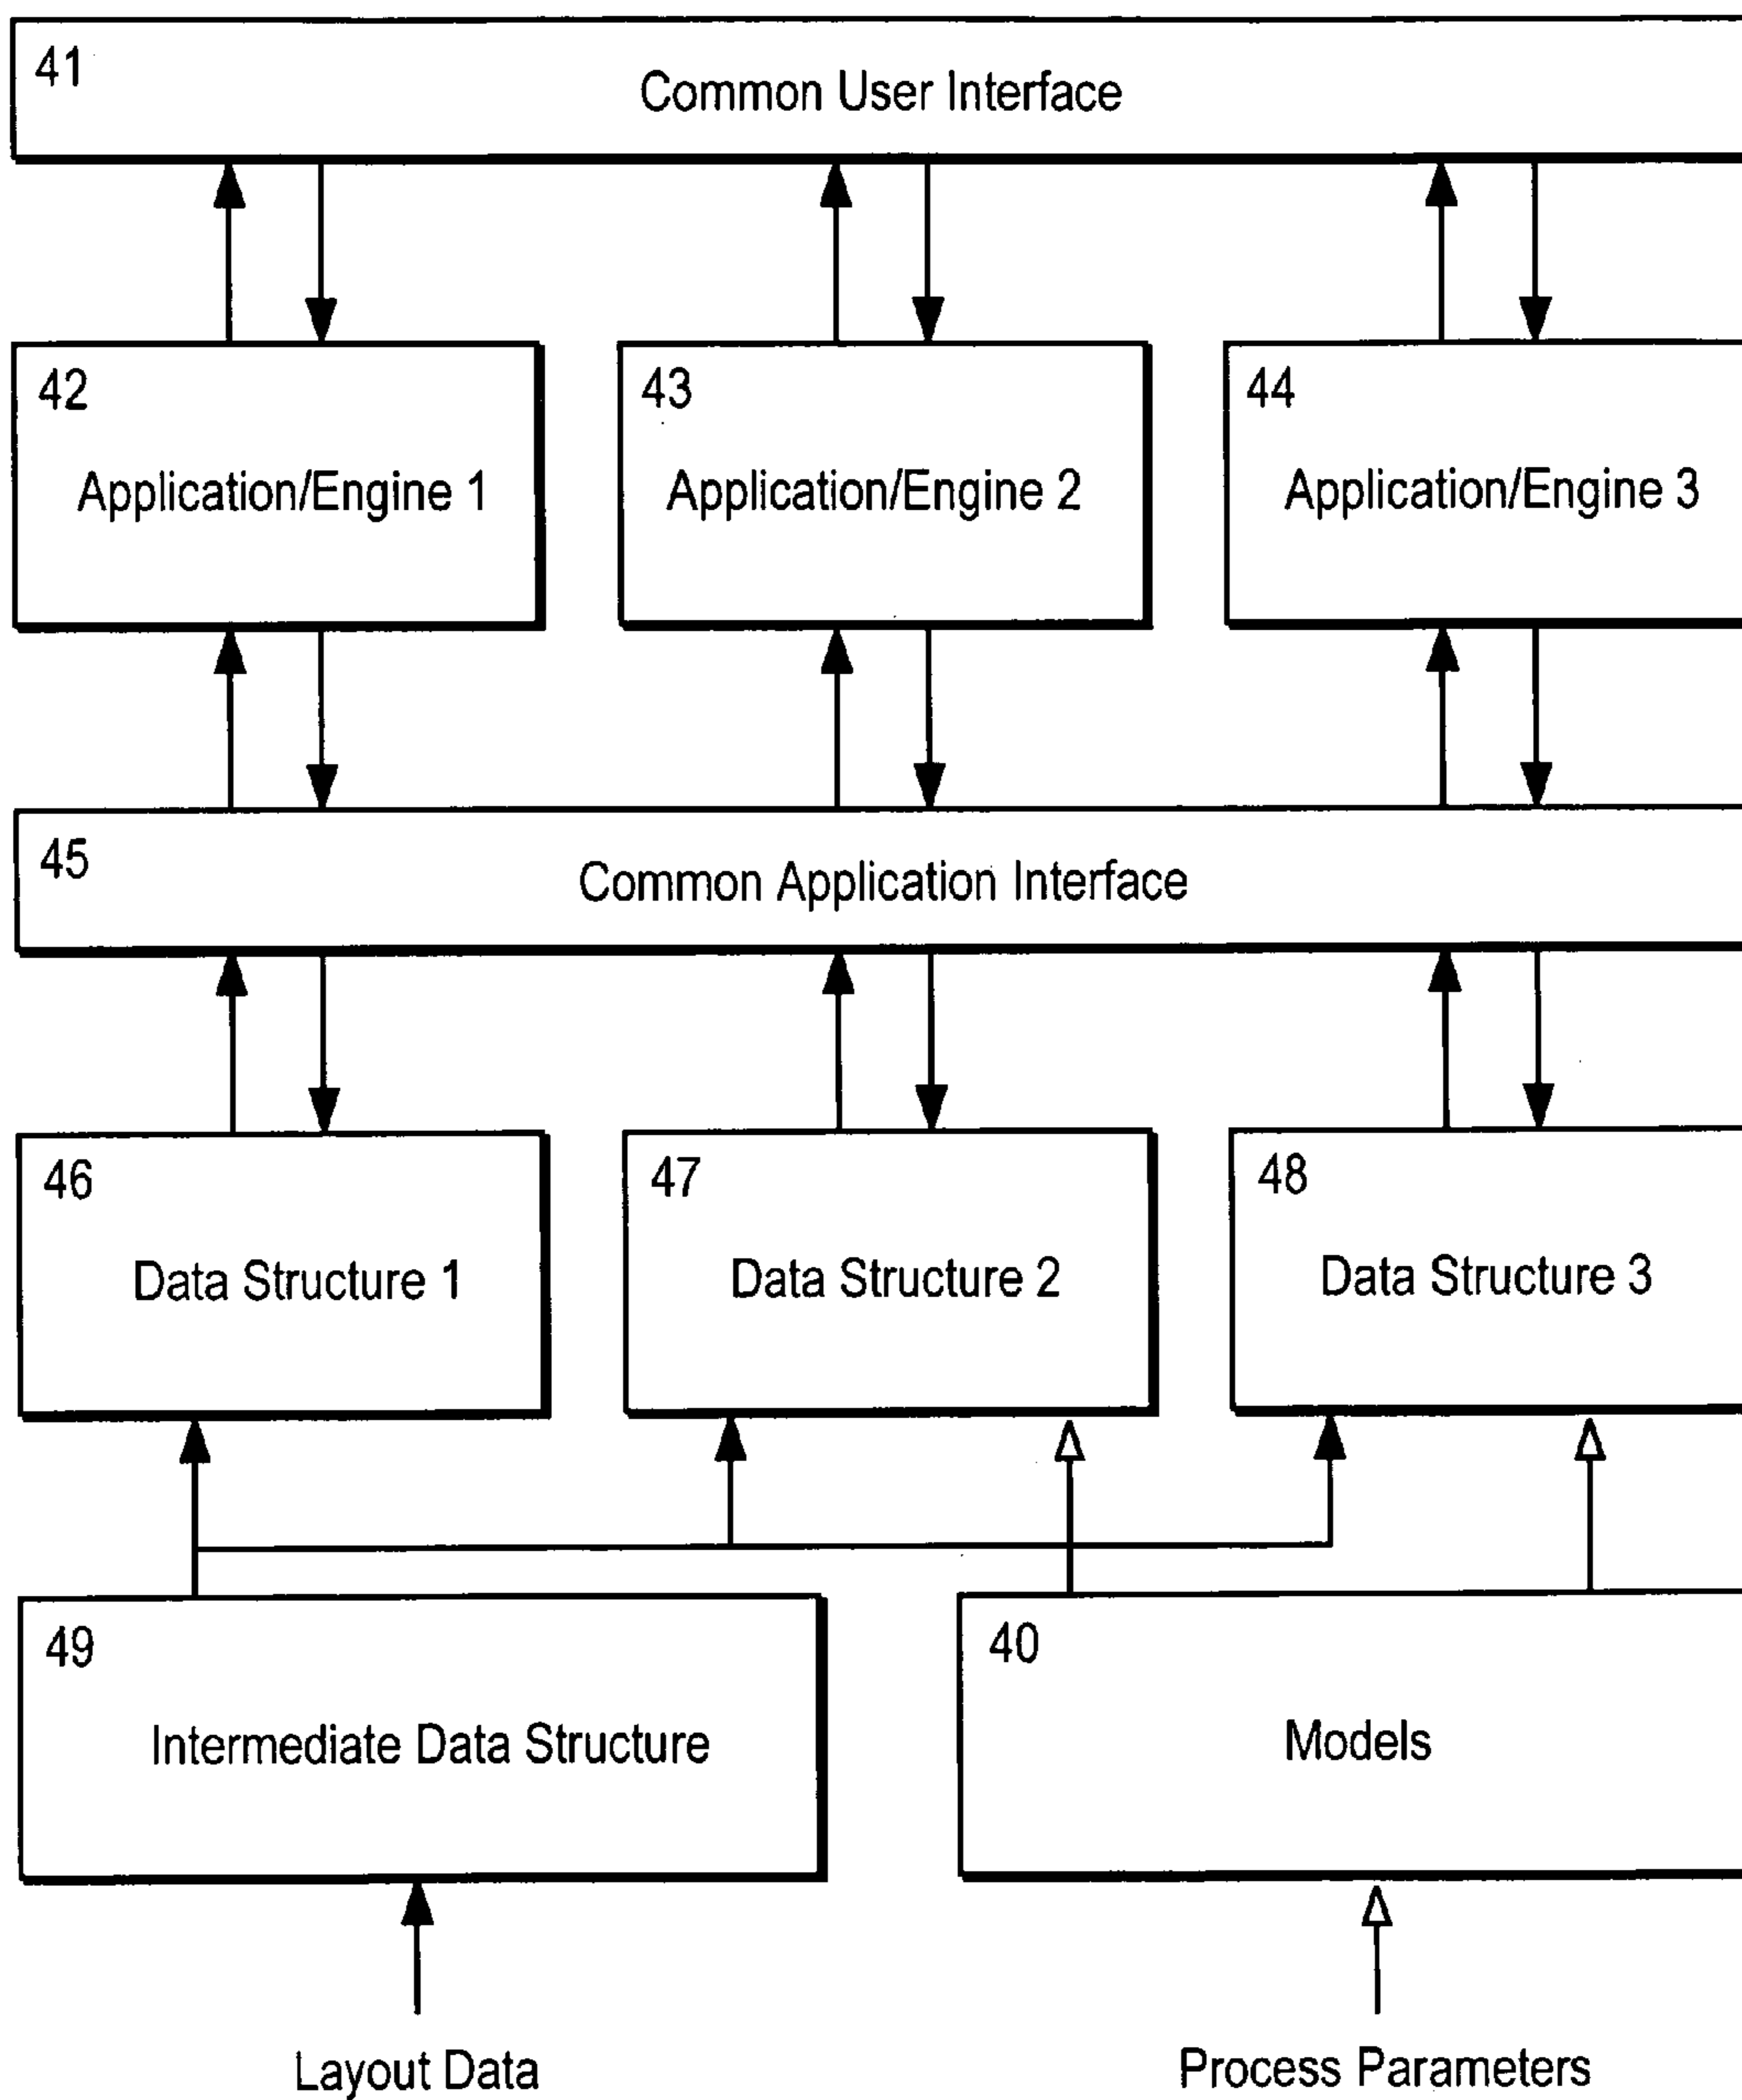 41
Common User Interface
42
43
44
Application/Engine 1
Application/Engine 2
Application/Engine 3
45
Common Application Interface
46
47
48
Data Structure 1
Data Structure 2
Data Structure 3
49
40
Intermediate Data Structure
Models
Layout Data
Process Parameters